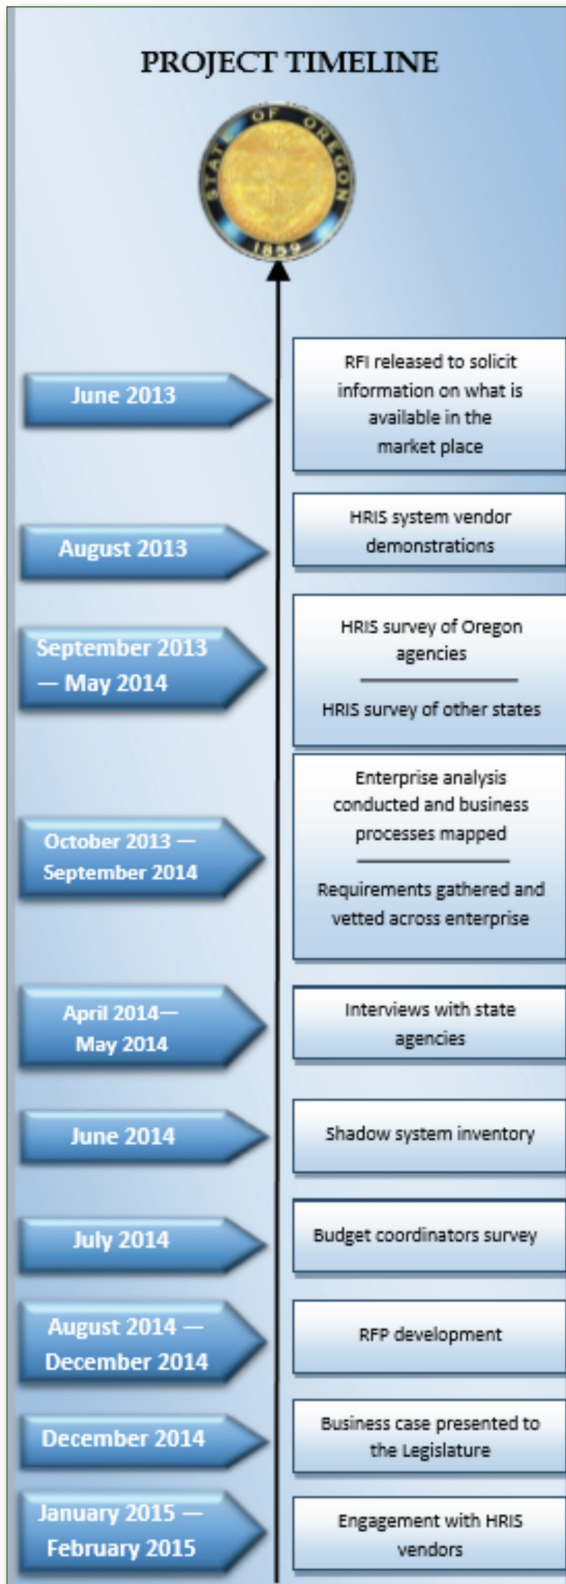 PROJECT TIMELINE
STATE OF OREGON
1859
June 2013
RFI released to solicit
information on what is
available in the
market place
August 2013
HRIS system vendor
demonstrations
September 2013
— May 2014
HRIS survey of Oregon
agencies
HRIS survey of other states
October 2013 —
September 2014
Enterprise analysis
conducted and business
processes mapped
Requirements gathered and
vetted across enterprise
April 2014—
May 2014
Interviews with state
agencies
June 2014
Shadow system inventory
July 2014
Budget coordinators survey
August 2014 —
December 2014
RFP development
December 2014
Business case presented to
the Legislature
January 2015 —
February 2015
Engagement with HRIS
vendors